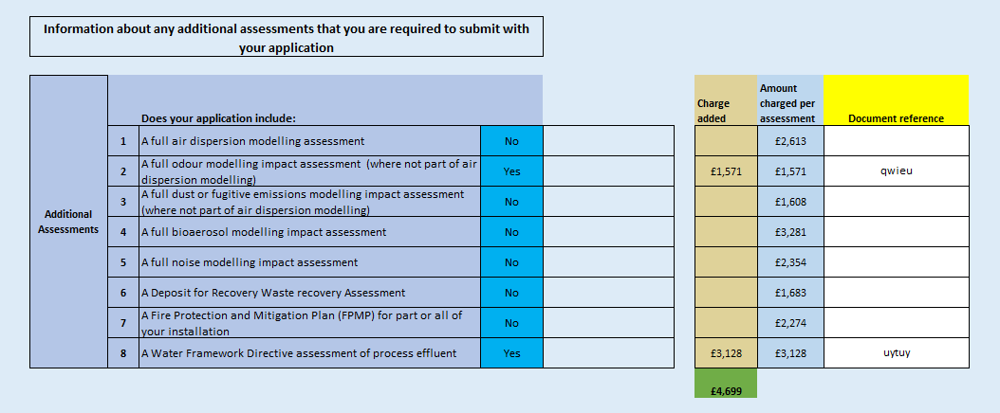 Information about any additional assessments that you are required to submit with
your application
Amount
Charge charged per
Does your application include: added assessment Document reference
1 A full air dispersion modelling assessment No £2,613
2 A full odour modelling impact assessment (where not part of air
dispersion modelling) Yes £1,571 £1,571 qwieu
3 A full dust or fugitive emissions modelling impact assessment
(where not part of air dispersion modelling) No £1,608
Additional
Assessments
4 A full bioaerosol modelling impact assessment No £3,281
5 A full noise modelling impact assessment No £2,354
6 A Deposit for Recovery Waste recovery Assessment No £1,683
7 A Fire Protection and Mitigation Plan (FPMP) for part or all of
your installation No £2,274
8 A Water Framework Directive assessment of process effluent Yes £3,128 £3,128 uytuy
£4,699